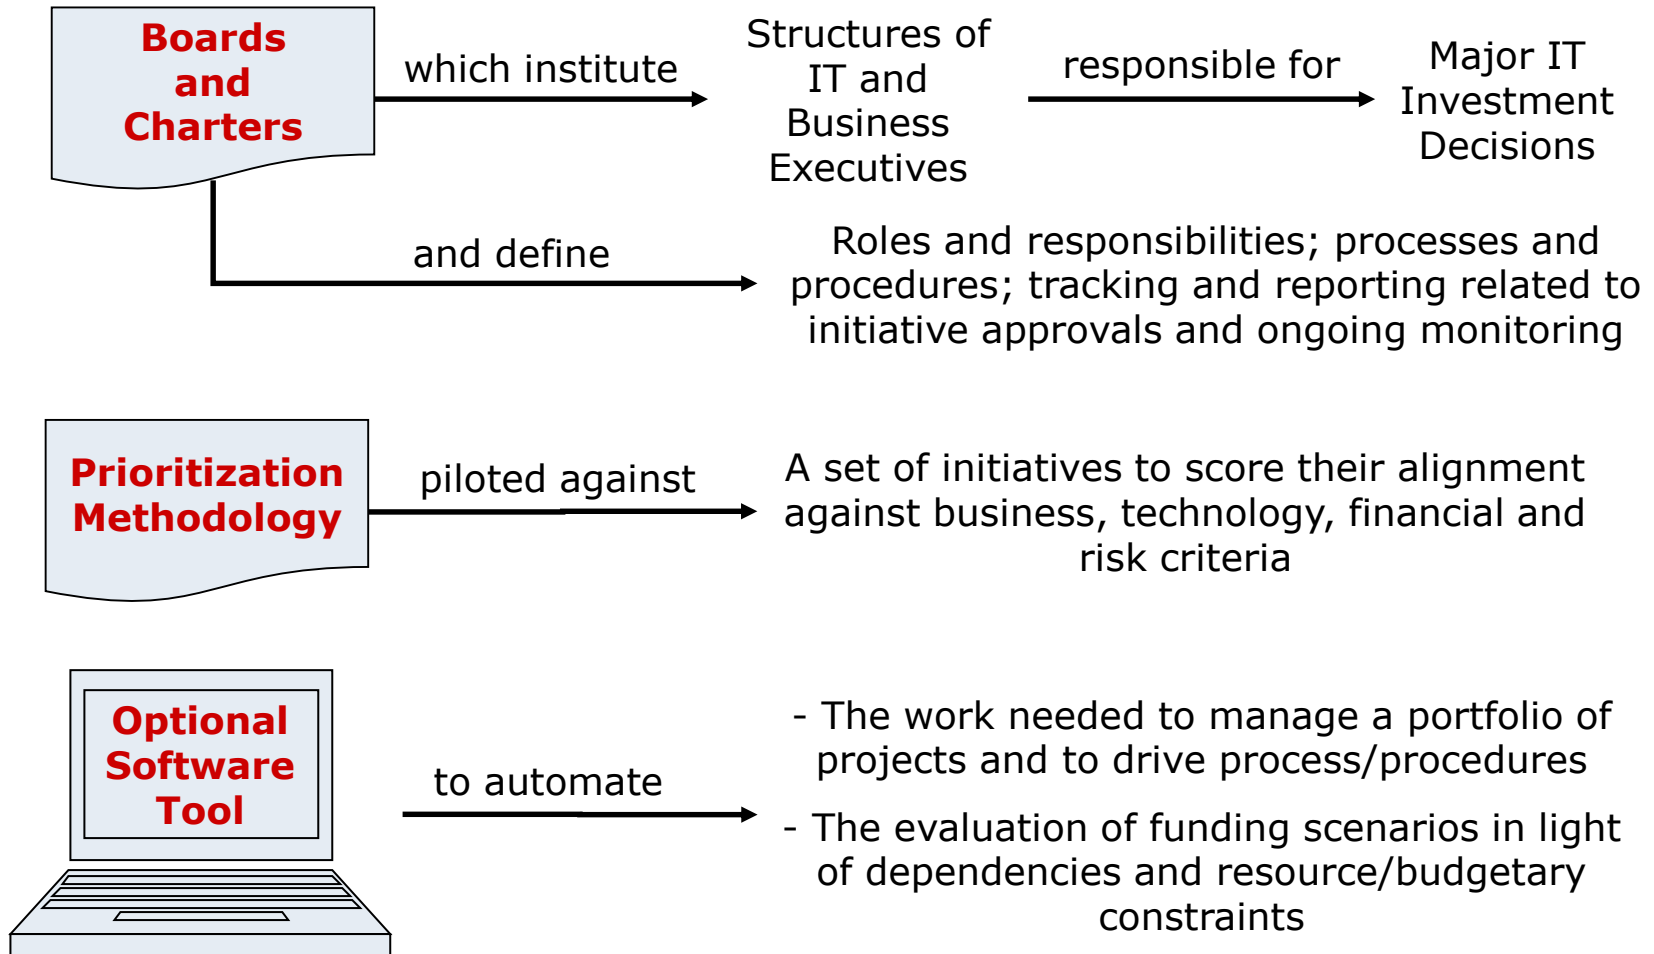 Boards
and
Charters
which institute
Structures of
IT and
Business
Executives
responsible for
Major IT
Investment
Decisions
and define
Roles and responsibilities; processes and
procedures; tracking and reporting related to
initiative approvals and ongoing monitoring
Prioritization
Methodology
piloted against
A set of initiatives to score their alignment
against business, technology, financial and
risk criteria
Optional
Software
Tool
to automate
- The work needed to manage a portfolio of
projects and to drive process/procedures
- The evaluation of funding scenarios in light
of dependencies and resource/budgetary
constraints